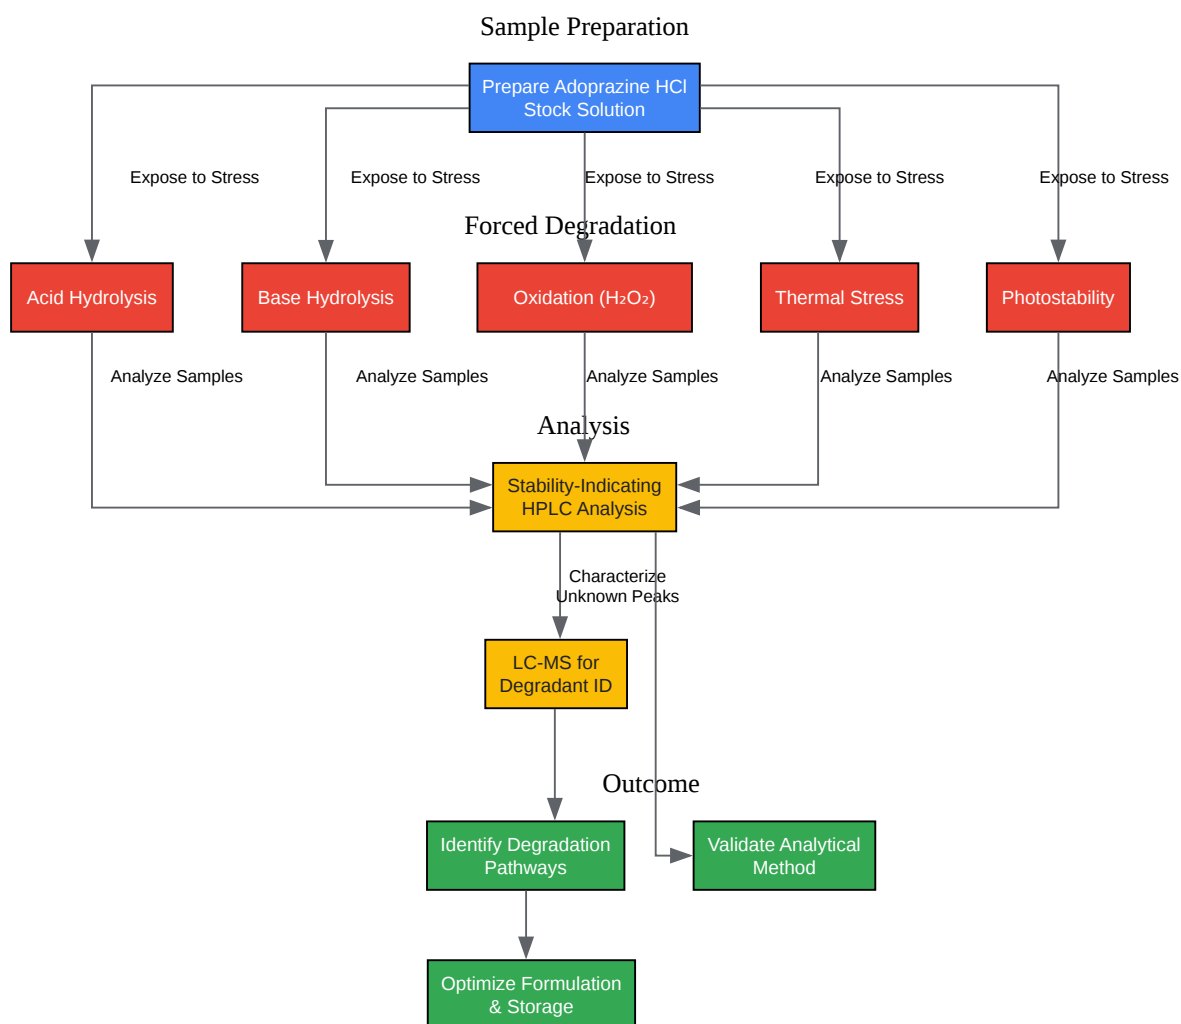 Sample Preparation
Prepare Adoprazine HCl
Stock Solution
Expose to Stress
Expose to Stress
Expose to Stress
Expose to Stress
Expose to Stress
Forced Degradation
Acid Hydrolysis
Base Hydrolysis
Oxidation (H₂O₂)
Thermal Stress
Photostability
Analyze Samples
Analyze Samples
Analyze Samples
Analyze Samples
Analyze Samples
Analysis
Stability-Indicating
HPLC Analysis
Characterize
Unknown Peaks
LC-MS for
Degradant ID
Outcome
Identify Degradation
Pathways
Validate Analytical
Method
Optimize Formulation
& Storage